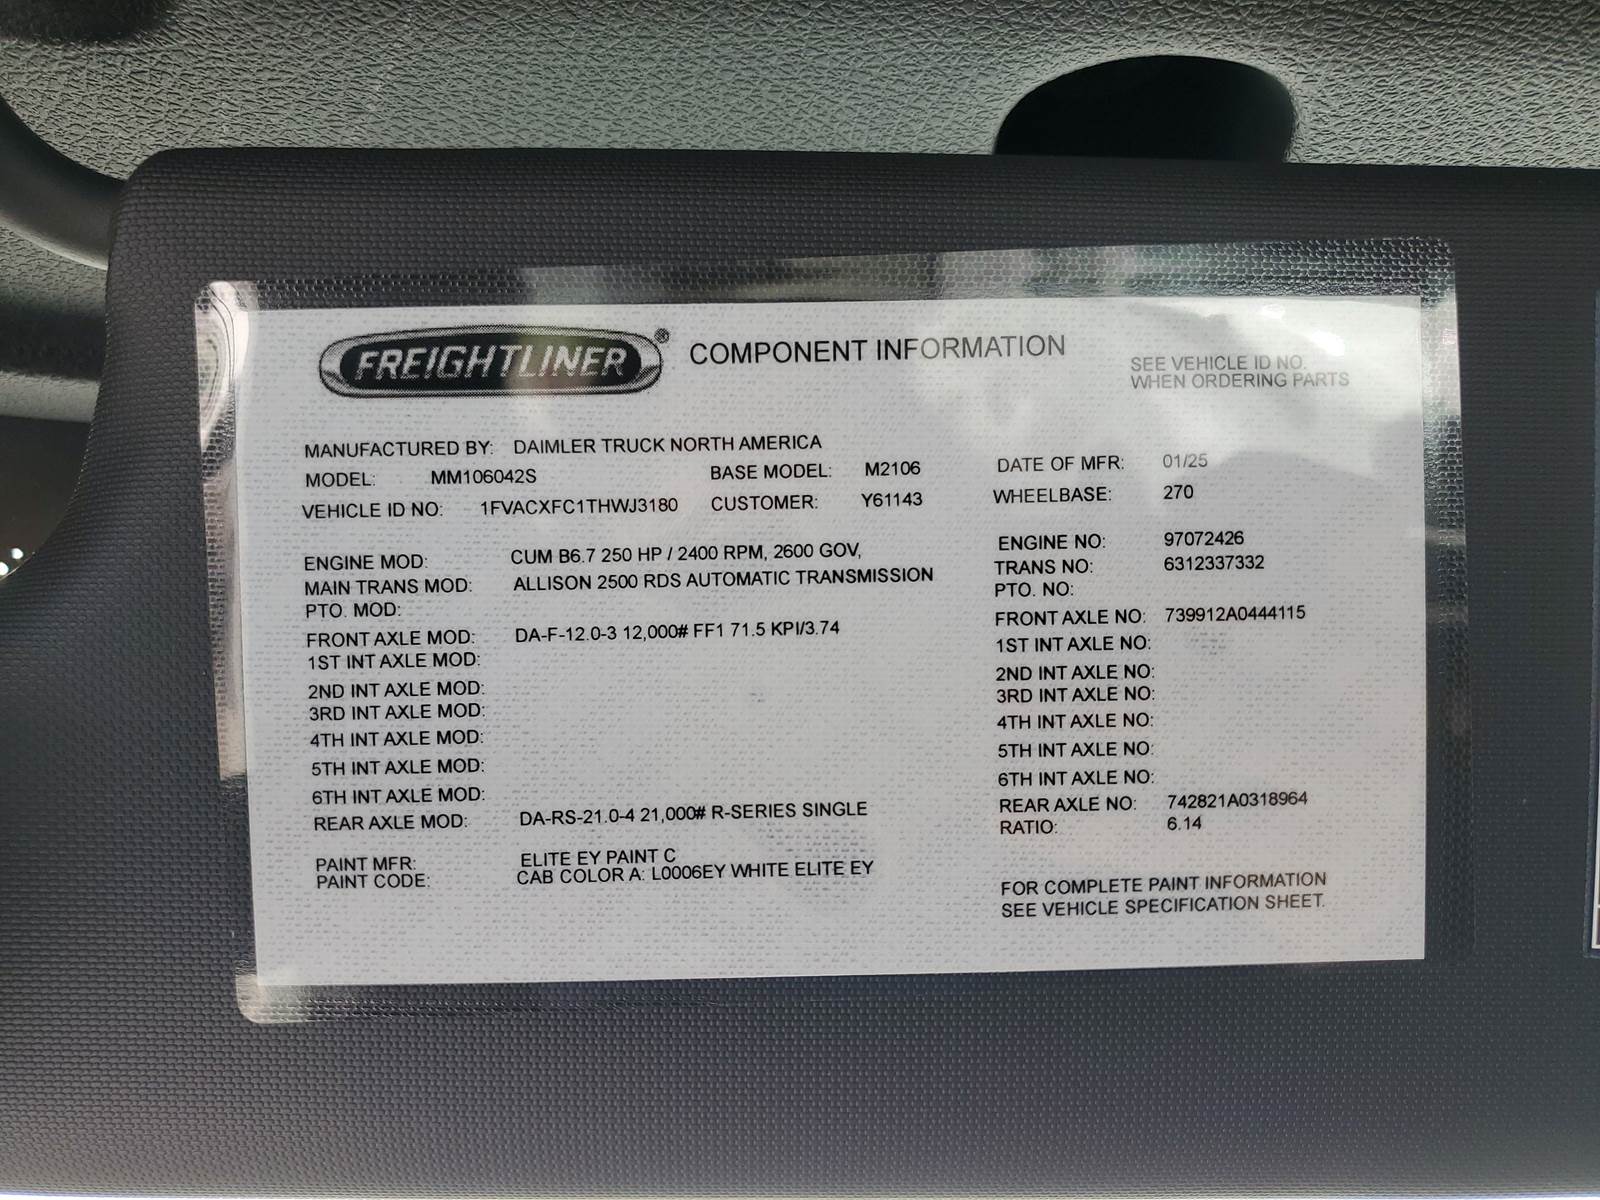 FREIGHTLINER® COMPONENT INFORMATION
SEE VEHICLE ID NO.
WHEN ORDERING PARTS
MANUFACTURED BY: DAIMLER TRUCK NORTH AMERICA
MODEL: MM106042S BASE MODEL: M2106 DATE OF MFR: 01/25
VEHICLE ID NO: 1FVACXFC1THWJ3180 CUSTOMER: Y61143 WHEELBASE: 270
ENGINE MOD: CUM B6.7 250 HP / 2400 RPM, 2600 GOV, ENGINE NO: 97072426
MAIN TRANS MOD: ALLISON 2500 RDS AUTOMATIC TRANSMISSION TRANS NO: 6312337332
PTO. MOD: PTO. NO:
FRONT AXLE MOD: DA-F-12.0-3 12,000# FF1 71.5 KPI/3.74 FRONT AXLE NO: 739912A0444115
1ST INT AXLE MOD: 1ST INT AXLE NO:
2ND INT AXLE MOD: 2ND INT AXLE NO:
3RD INT AXLE MOD: 3RD INT AXLE NO:
4TH INT AXLE MOD: 4TH INT AXLE NO:
5TH INT AXLE MOD: 5TH INT AXLE NO:
6TH INT AXLE MOD: 6TH INT AXLE NO:
REAR AXLE MOD: DA-RS-21.0-4 21,000# R-SERIES SINGLE REAR AXLE NO: 742821A0318964
RATIO: 6.14
PAINT MFR: ELITE EY PAINT C
PAINT CODE: CAB COLOR A: L0006EY WHITE ELITE EY
FOR COMPLETE PAINT INFORMATION
SEE VEHICLE SPECIFICATION SHEET.